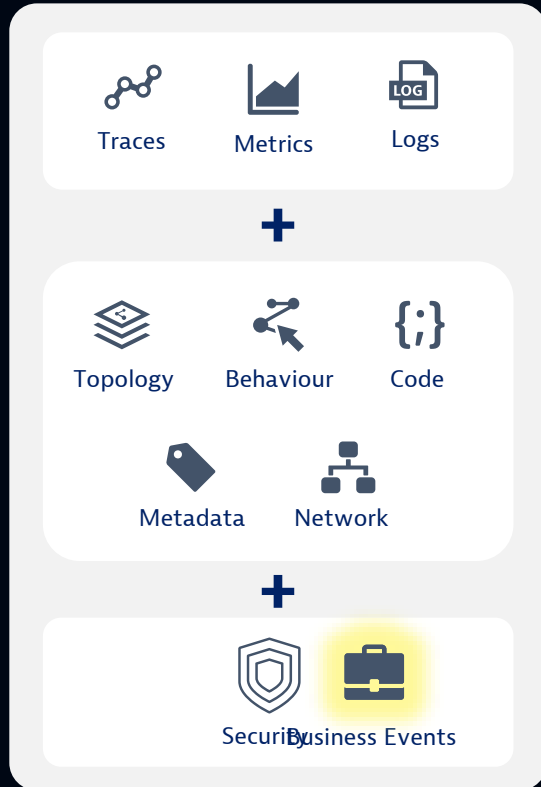 LOG
Traces
Metrics
Logs
+
Topology
Behaviour
Code
{;}
Metadata
Network
+
Security
Business Events